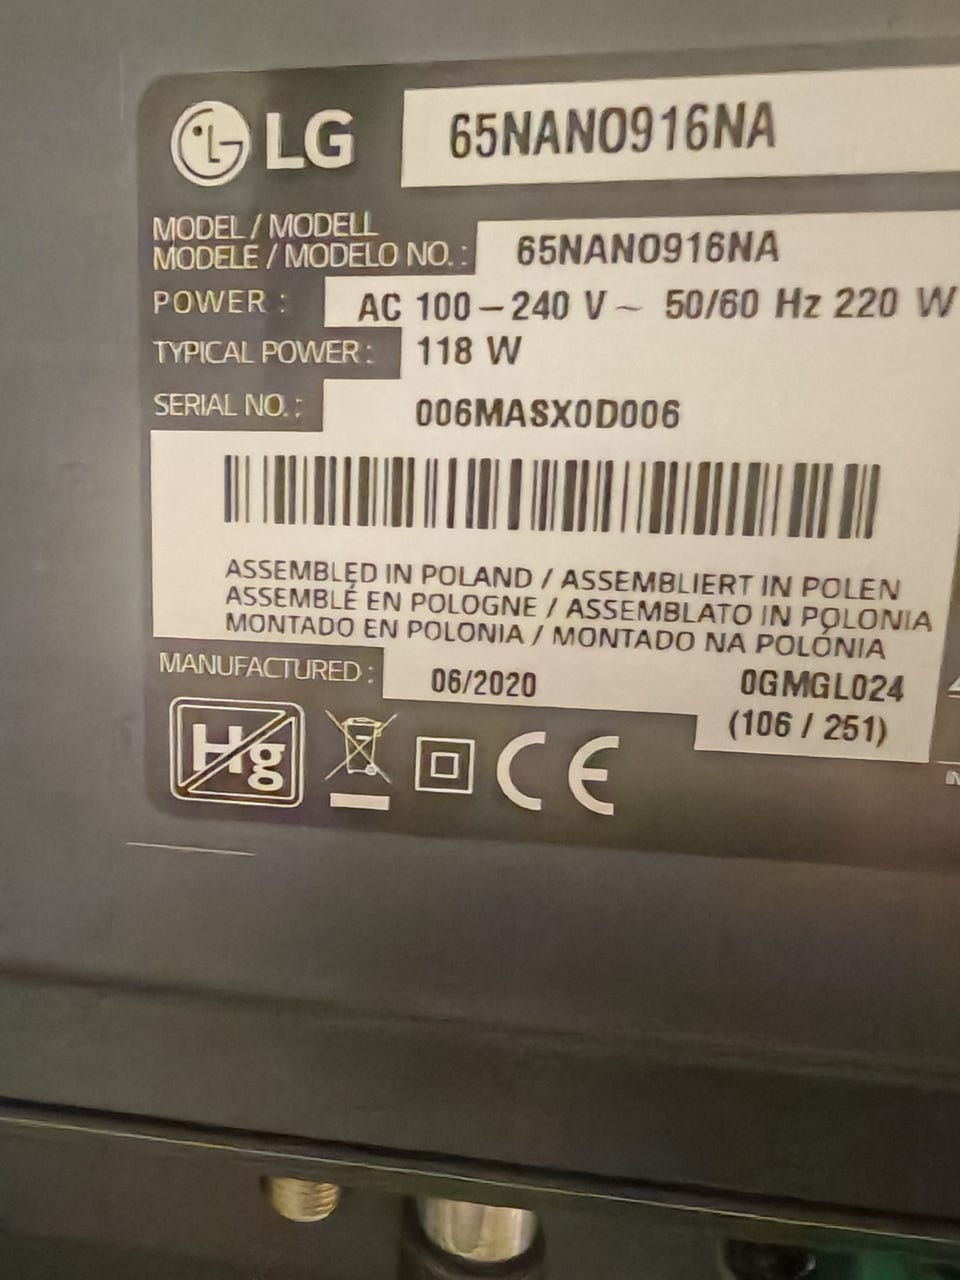 LG 65NANO916NA
MODEL / MODELL
MODELE / MODELO NO. : 65NANO916NA
POWER : AC 100 – 240 V ~ 50/60 Hz 220 W
TYPICAL POWER : 118 W
SERIAL NO. : 006MASX0D006
ASSEMBLED IN POLAND / ASSEMBLIERT IN POLEN
ASSEMBLÉ EN POLOGNE / ASSEMBLATO IN POLONIA
MONTADO EN POLONIA / MONTADO NA POLÓNIA
MANUFACTURED : 06/2020 0GMGL024
(106 / 251)
Hg CE